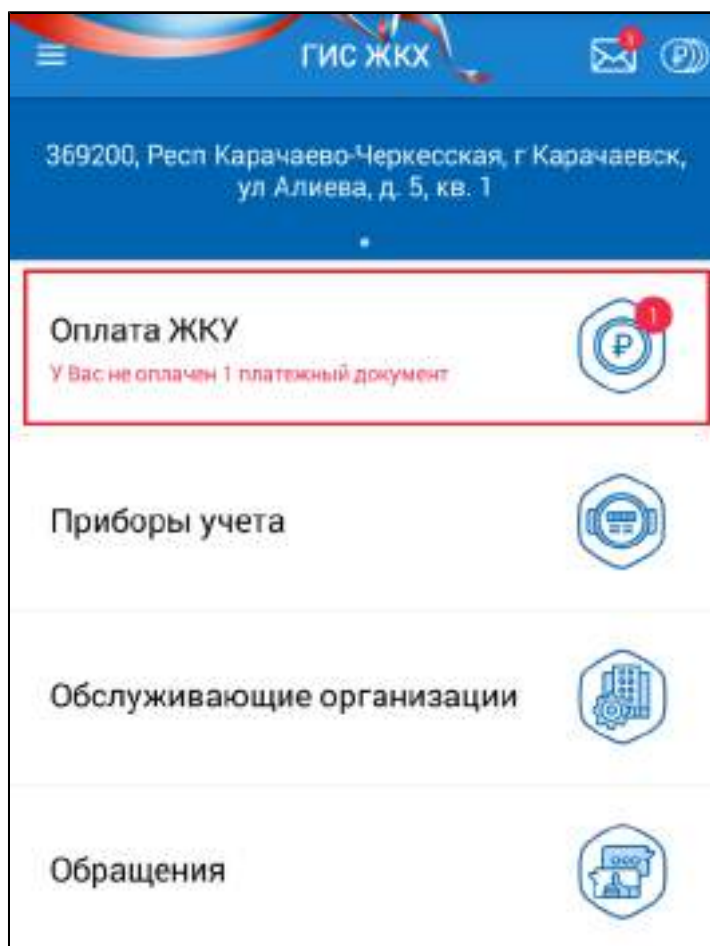 ГИС ЖКХ
369200, Респ Карачаево-Черкесская, г Карачаевск,
ул Алиева, д. 5, кв. 1
Оплата ЖКУ
1
У Вас не оплачен 1 платежный документ
Приборы учета
Обслуживающие организации
Обращения